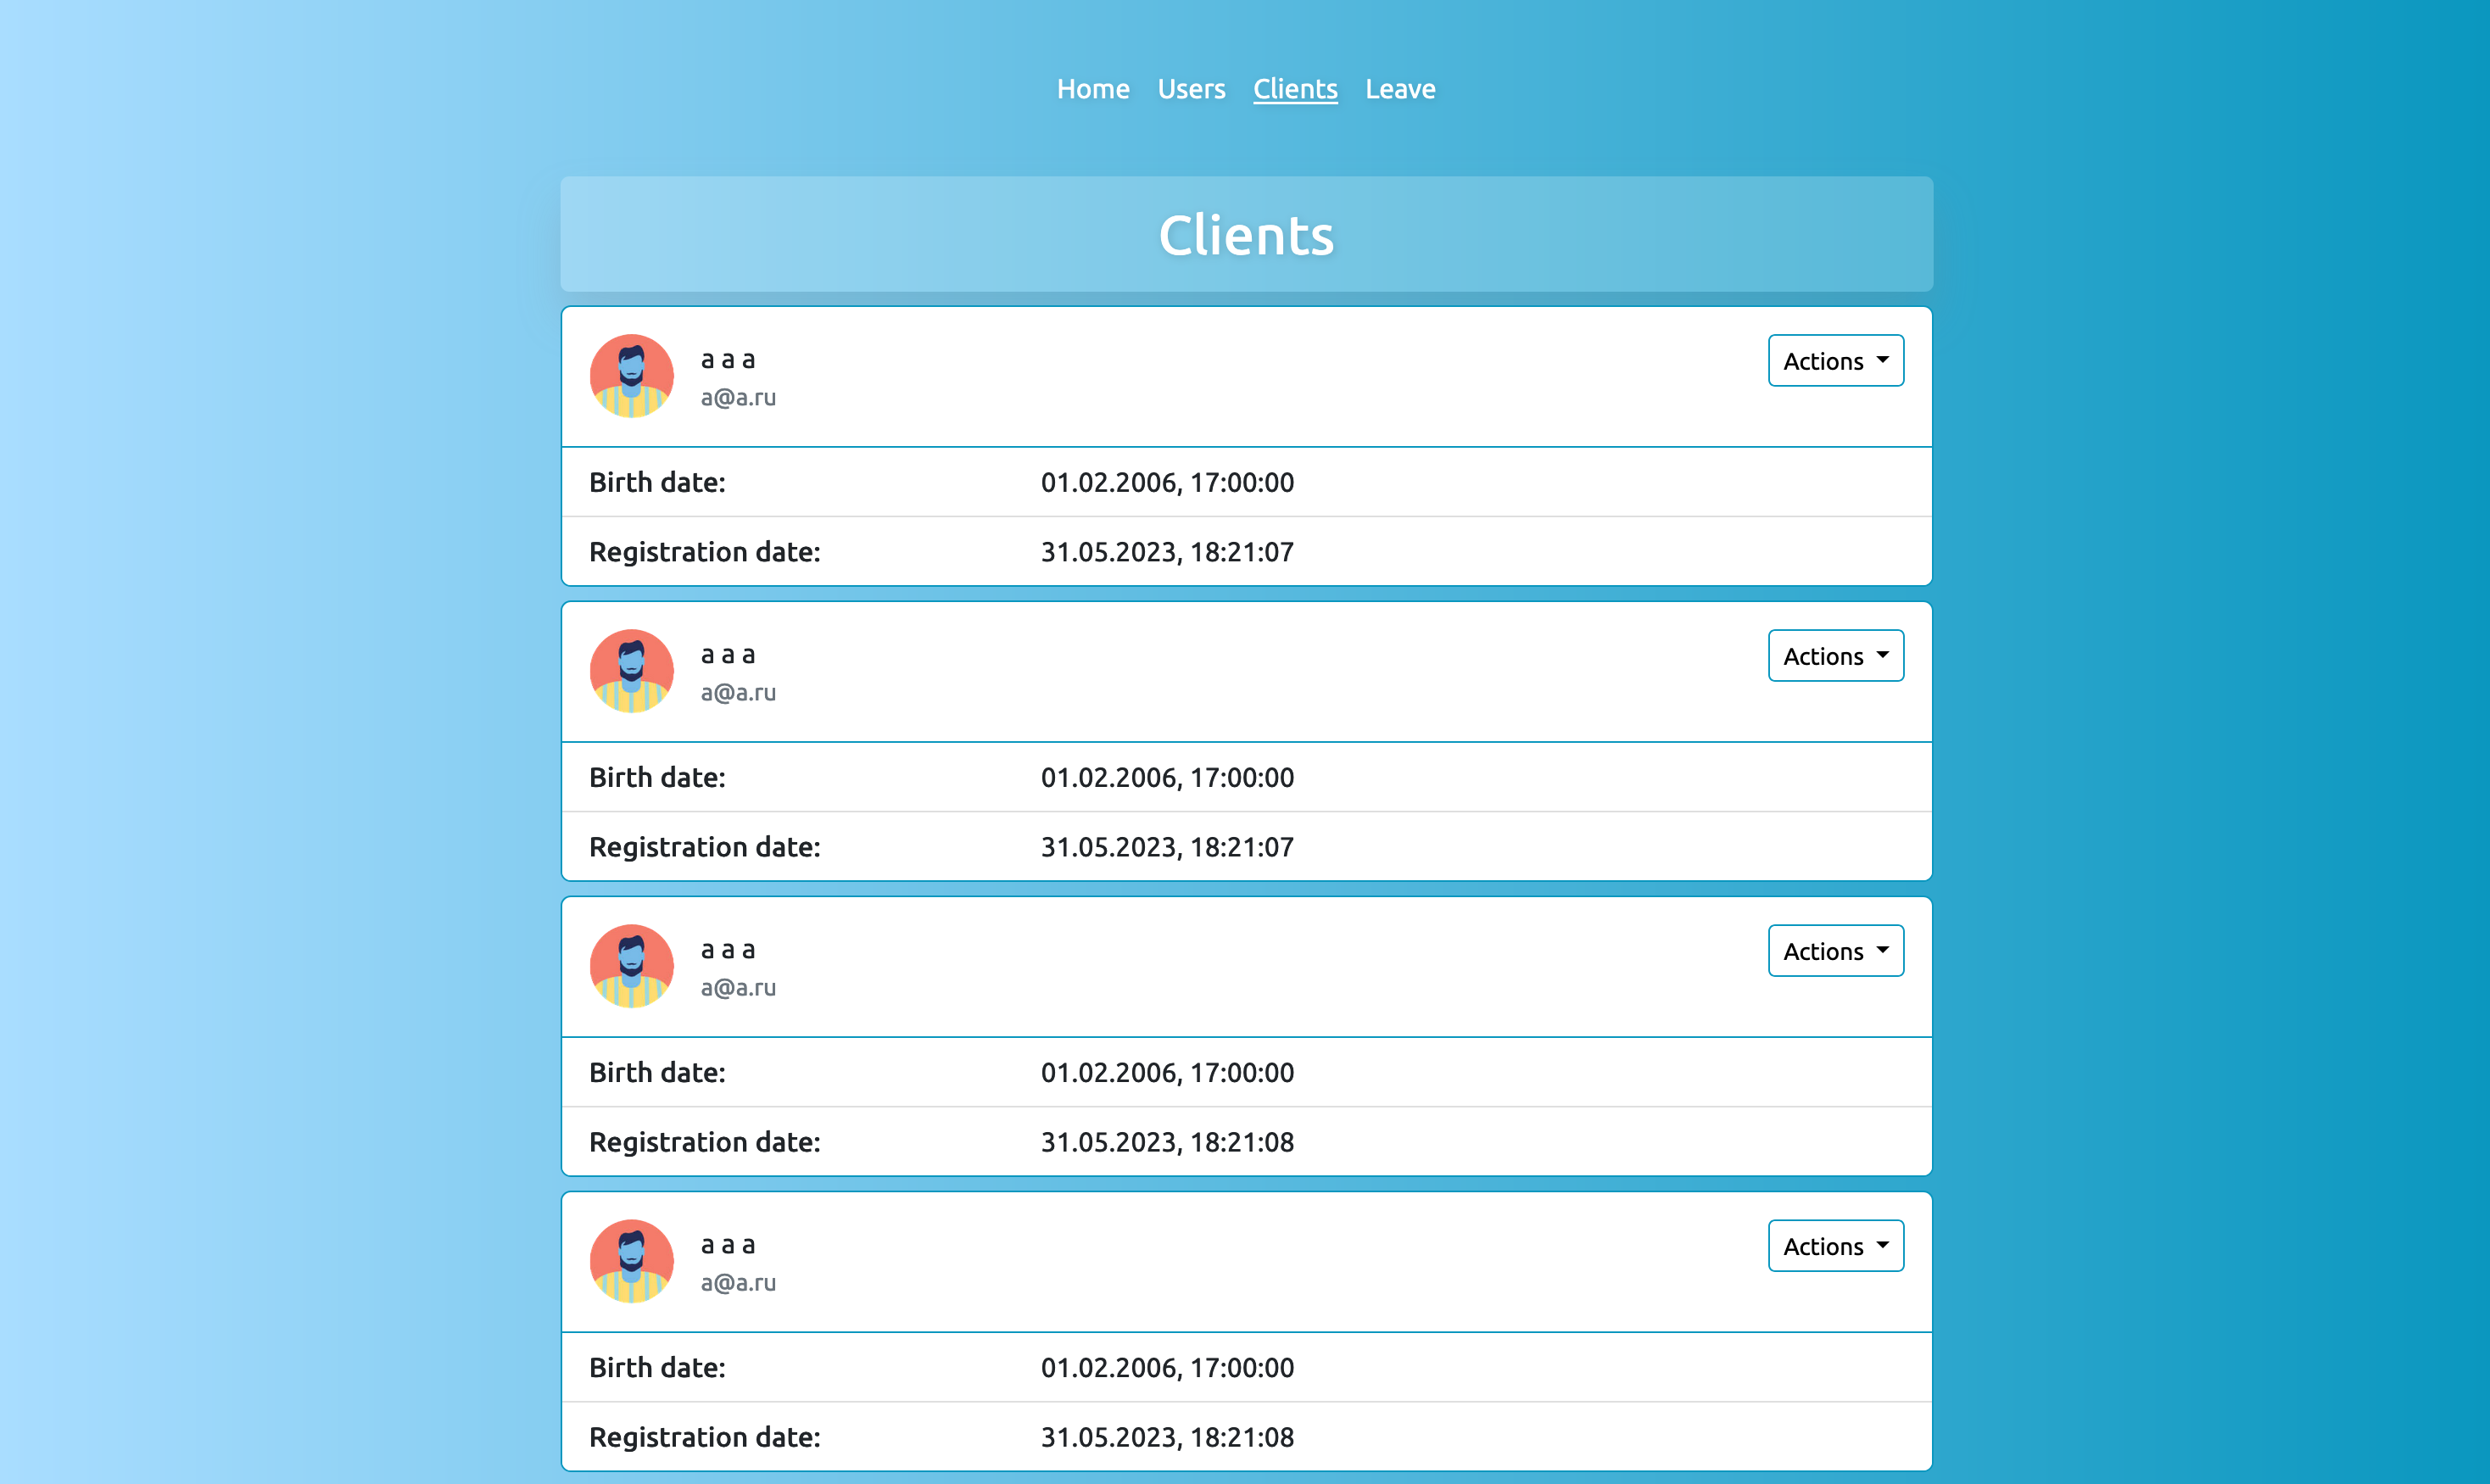 Home Users Clients Leave
Clients
a a a
a@a.ru
Actions
Birth date: 01.02.2006, 17:00:00
Registration date: 31.05.2023, 18:21:07
a a a
a@a.ru
Actions
Birth date: 01.02.2006, 17:00:00
Registration date: 31.05.2023, 18:21:07
a a a
a@a.ru
Actions
Birth date: 01.02.2006, 17:00:00
Registration date: 31.05.2023, 18:21:08
a a a
a@a.ru
Actions
Birth date: 01.02.2006, 17:00:00
Registration date: 31.05.2023, 18:21:08